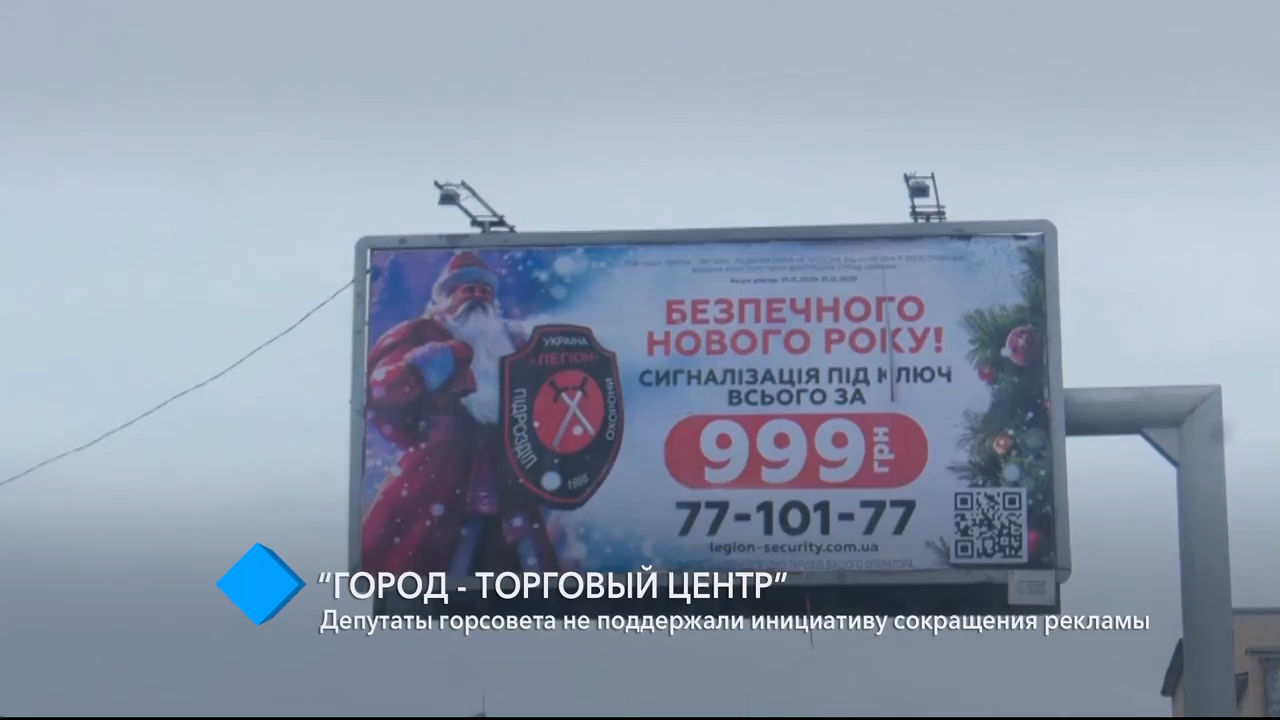 БЕЗПЕЧНОГО
НОВОГО РОКУ!
СИГНАЛІЗАЦІЯ ПІД КЛЮЧ
ВСЬОГО ЗА
999 грн
77-101-77
legion-security.com.ua
УКРАЇНА
"ЛЕГІОН"
ПІДРОЗДІЛ
ОХОРОНИ
1995
"ГОРОД - ТОРГОВЫЙ ЦЕНТР"
Депутаты горсовета не поддержали инициативу сокращения рекламы